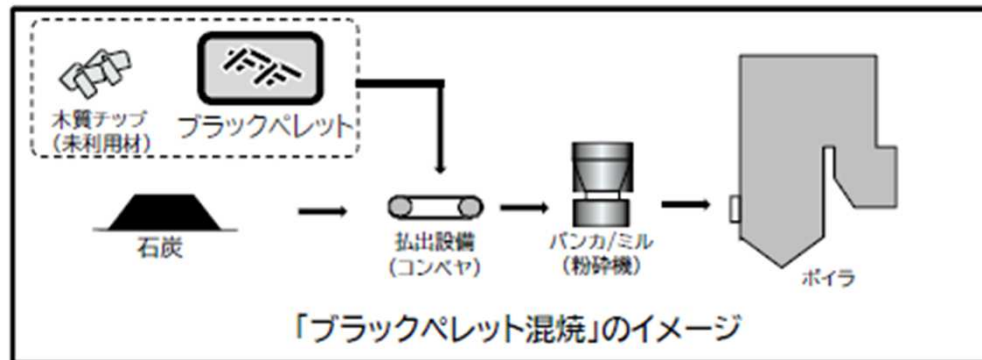 木質チップ
(未利用材)
ブラックペレット
石炭
払出設備
(コンベヤ)
バンカ/ミル
(粉砕機)
ボイラ
「ブラックペレット混焼」のイメージ